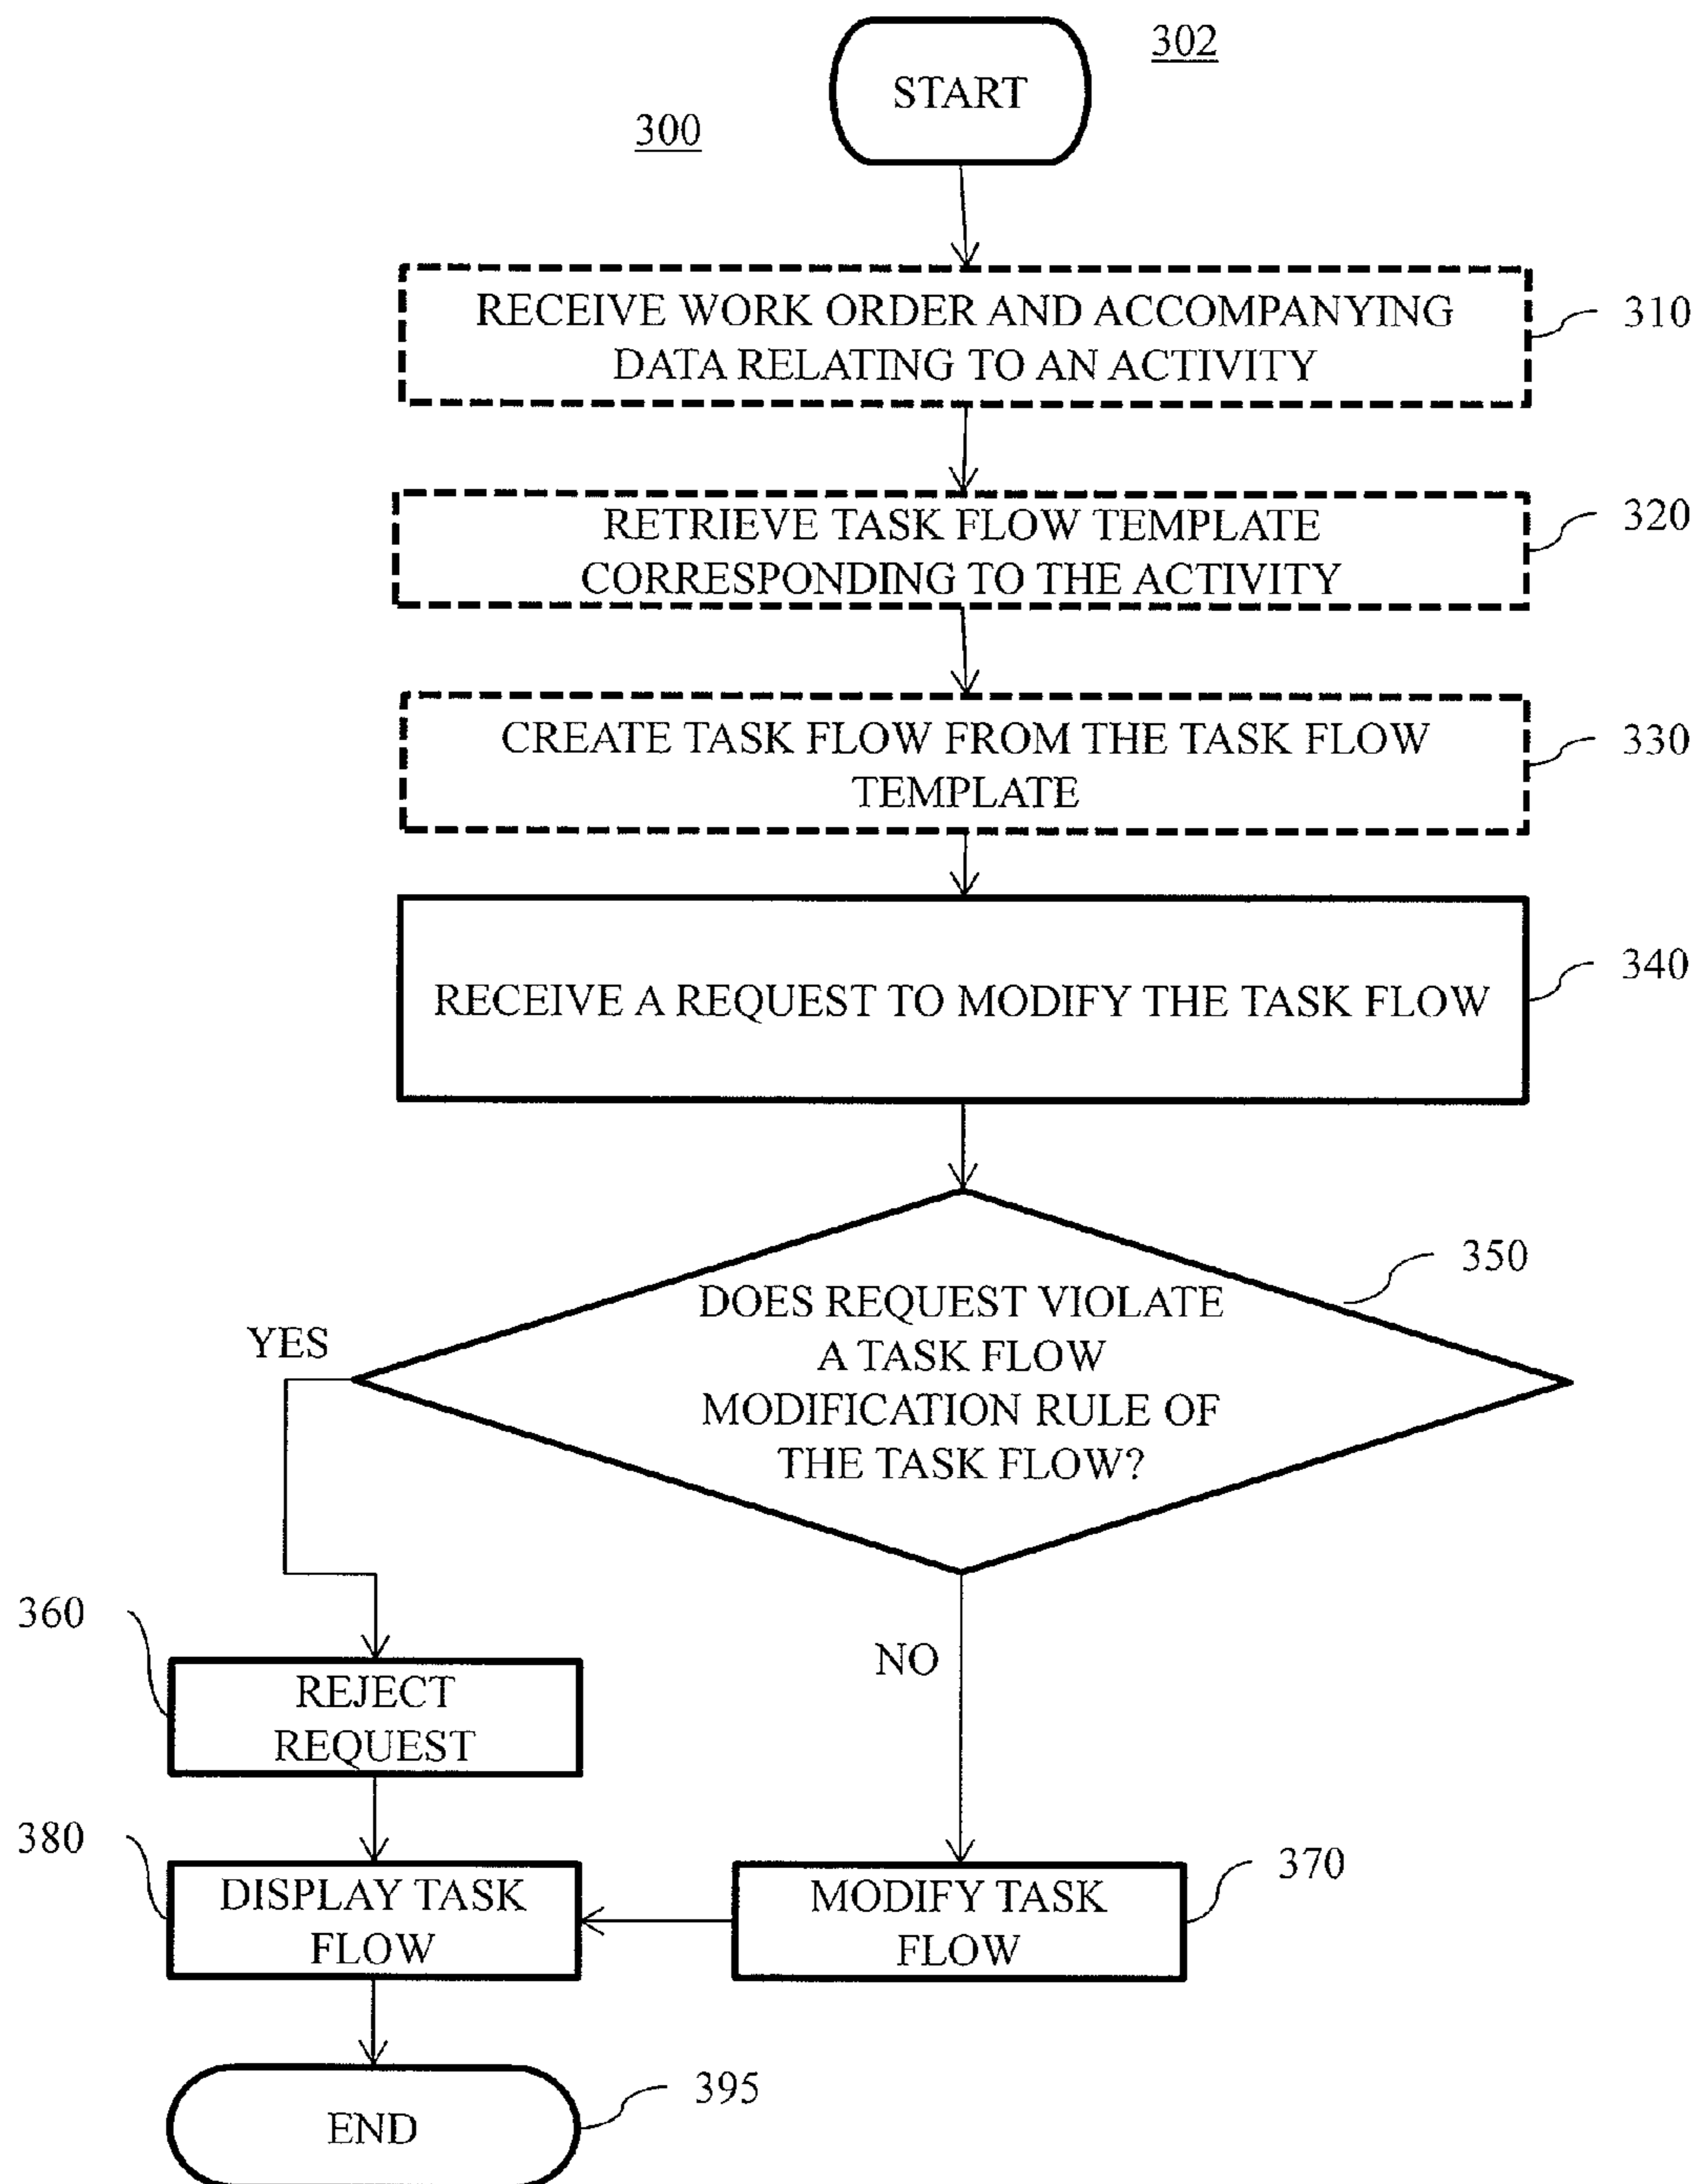 302
START
300
RECEIVE WORK ORDER AND ACCOMPANYING
DATA RELATING TO AN ACTIVITY
310
RETRIEVE TASK FLOW TEMPLATE
CORRESPONDING TO THE ACTIVITY
320
CREATE TASK FLOW FROM THE TASK FLOW
TEMPLATE
330
RECEIVE A REQUEST TO MODIFY THE TASK FLOW
340
350
DOES REQUEST VIOLATE
A TASK FLOW
MODIFICATION RULE OF
THE TASK FLOW?
YES
360
REJECT
REQUEST
NO
380
DISPLAY TASK
FLOW
MODIFY TASK
FLOW
370
END
395